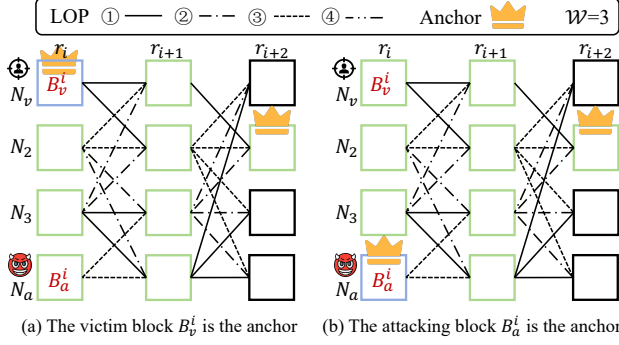 LOP ① ② ③ ④ Anchor 𝒲=3
r_i r_{i+1} r_{i+2} r_i r_{i+1} r_{i+2}
N_v B_v^i N_v B_v^i
N_2 N_2
N_3 N_3
N_a B_a^i N_a B_a^i
(a) The victim block B_v^i is the anchor (b) The attacking block B_a^i is the anchor